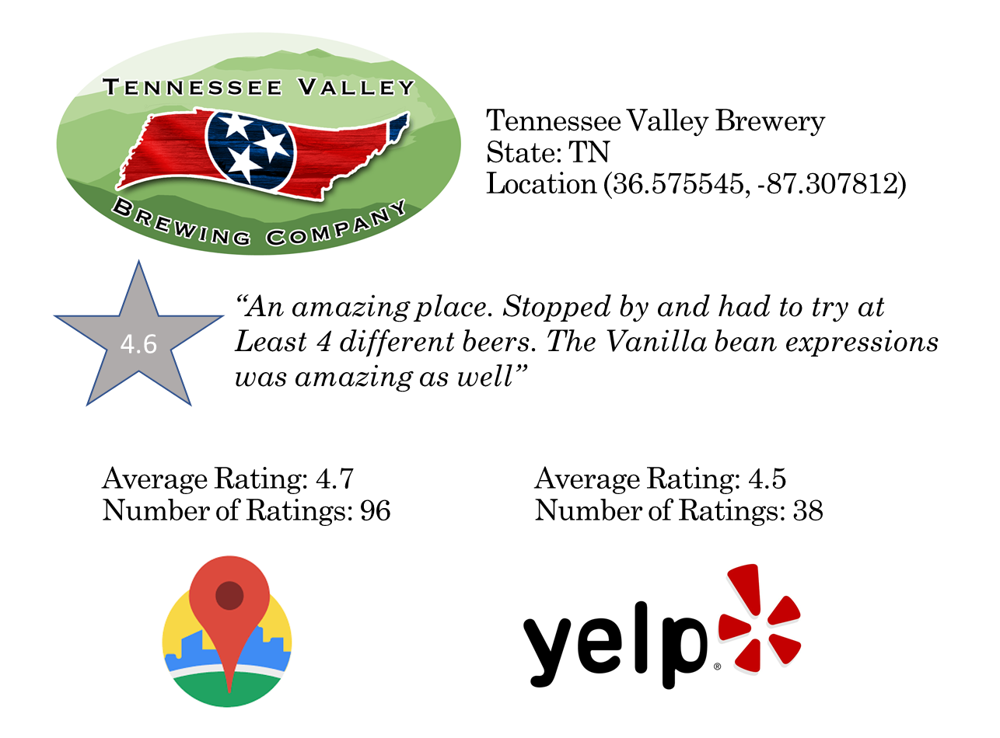 TENNESSEE VALLEY
BREWING COMPANY
Tennessee Valley Brewery
State: TN
Location (36.575545, -87.307812)
4.6
“An amazing place. Stopped by and had to try at
Least 4 different beers. The Vanilla bean expressions
was amazing as well”
Average Rating: 4.7
Number of Ratings: 96
Average Rating: 4.5
Number of Ratings: 38
yelp®